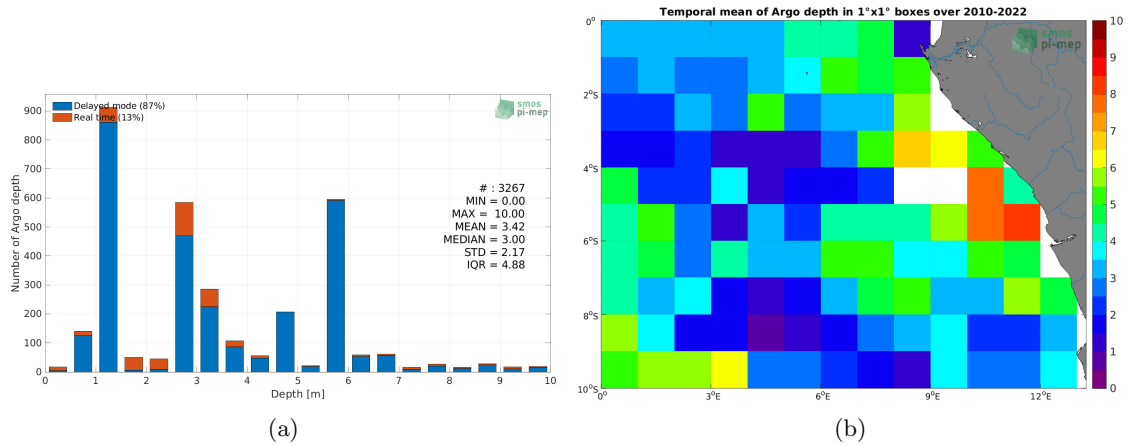 Delayed mode (87%)
Real time (13%)
smos
pi-mep
900
800
700
600
500
400
300
200
100
0
Number of Argo depth
# : 3267
MIN = 0.00
MAX = 10.00
MEAN = 3.42
MEDIAN = 3.00
STD = 2.17
IQR = 4.88
0 1 2 3 4 5 6 7 8 9 10
Depth [m]
(a)
Temporal mean of Argo depth in 1°x1° boxes over 2010-2022
smos
pi-mep
0°
2°S
4°S
6°S
8°S
10°S
0° 3°E 6°E 9°E 12°E
10
9
8
7
6
5
4
3
2
1
0
(b)